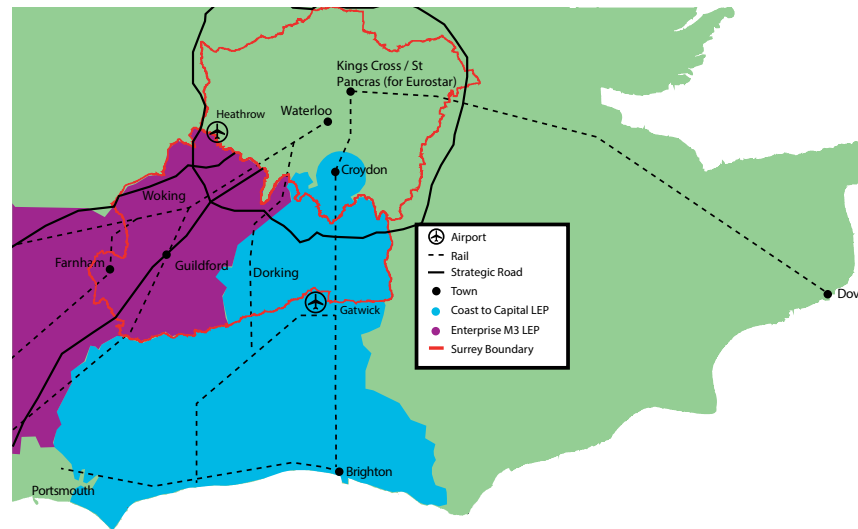 Kings Cross / St
Pancras (for Eurostar)
Heathrow
Waterloo
Croydon
Woking
Farnham
Guildford
Dorking
Gatwick
Airport
Rail
Strategic Road
Town
Coast to Capital LEP
Enterprise M3 LEP
Surrey Boundary
Dov
Brighton
Portsmouth